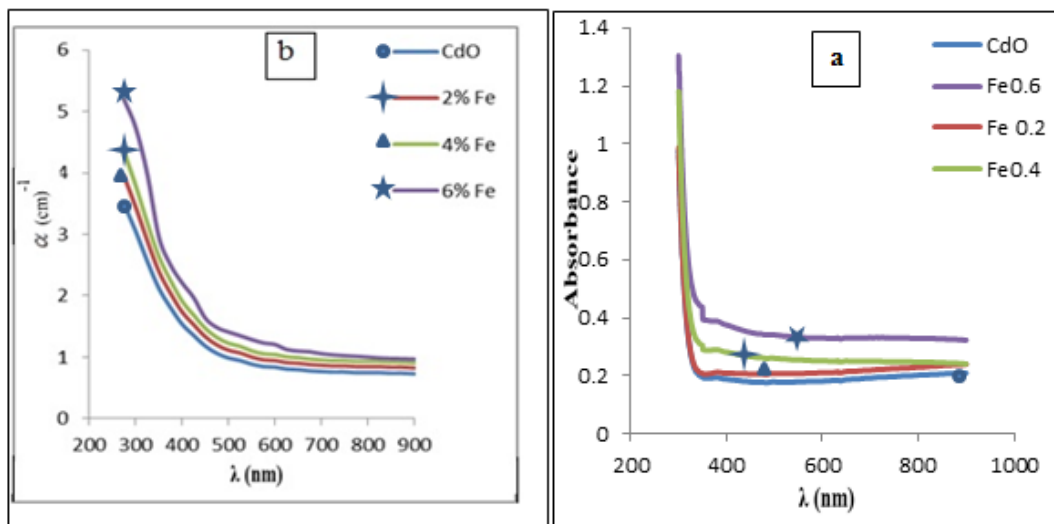 b
6
5
4
3
2
1
0
α (cm)⁻¹
200 300 400 500 600 700 800 900
λ (nm)
CdO
2% Fe
4% Fe
6% Fe
a
1.4
1.2
1
0.8
0.6
0.4
0.2
0
Absorbance
200 400 600 800 1000
λ (nm)
CdO
Fe0.6
Fe 0.2
Fe0.4